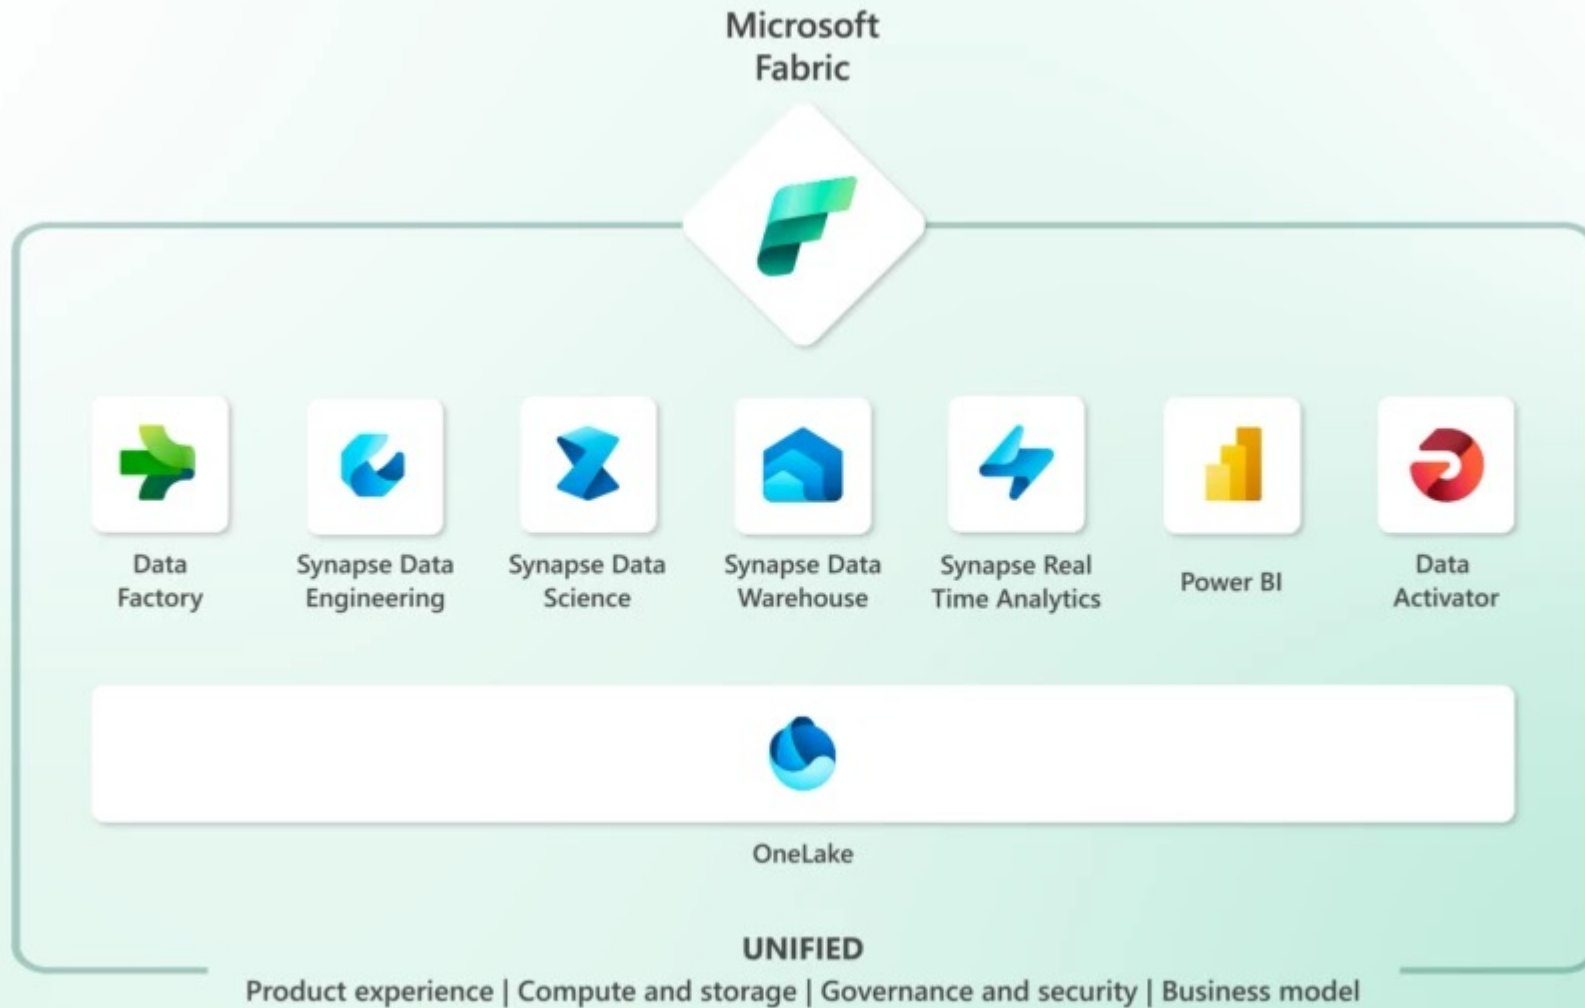 Microsoft
Fabric
Data
Factory
Synapse Data
Engineering
Synapse Data
Science
Synapse Data
Warehouse
Synapse Real
Time Analytics
Power BI
Data
Activator
OneLake
UNIFIED
Product experience | Compute and storage | Governance and security | Business model